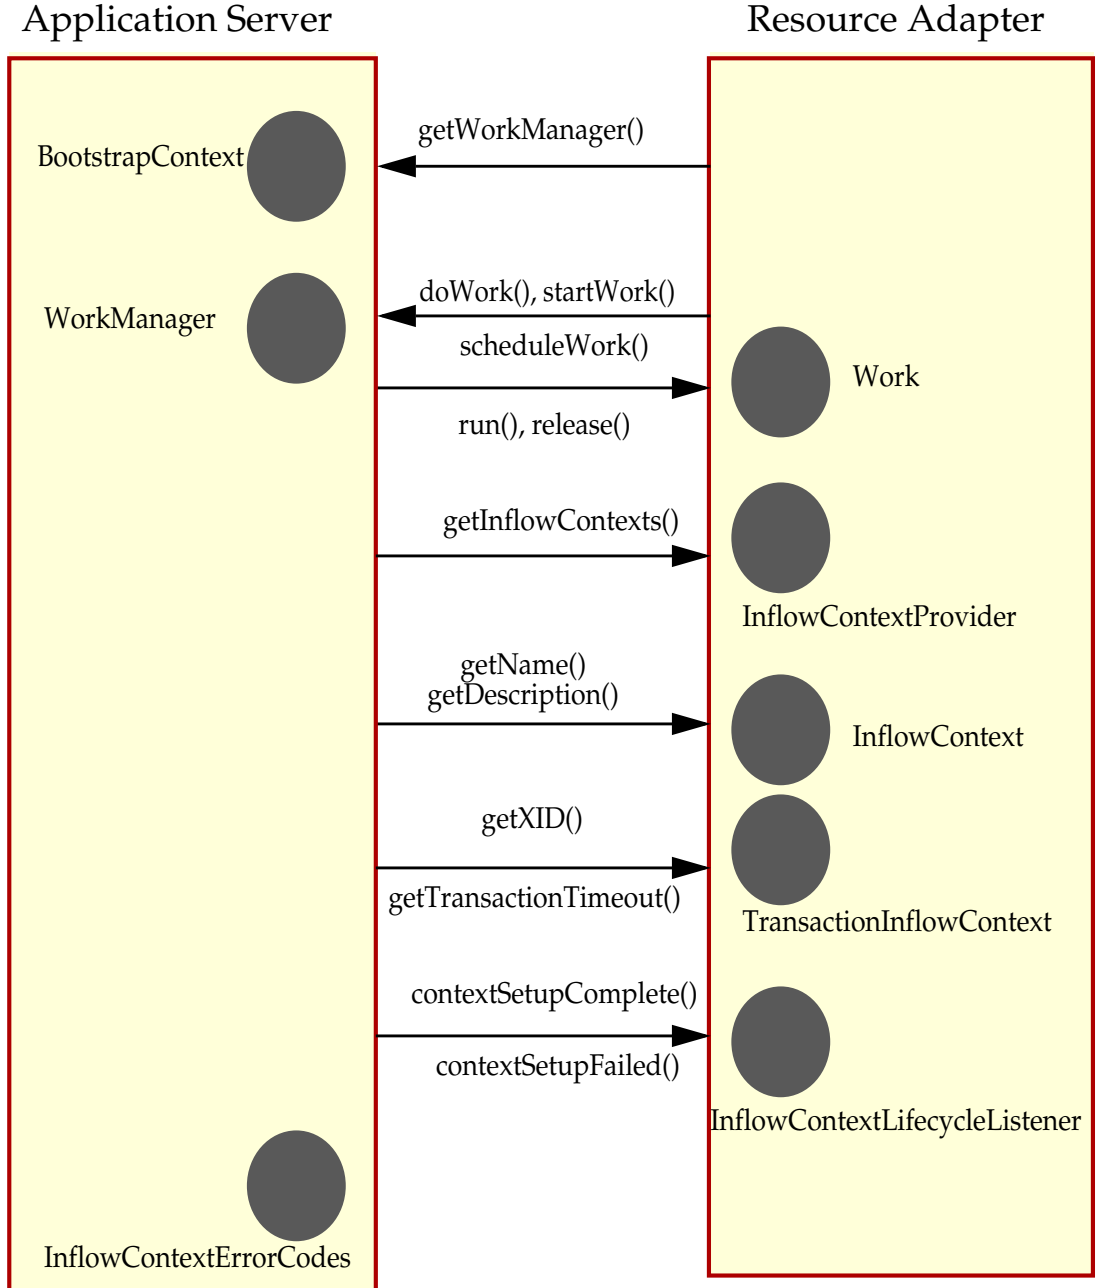 Application Server
Resource Adapter
getWorkManager()
BootstrapContext
doWork(), startWork()
WorkManager
scheduleWork()
Work
run(), release()
getInflowContexts()
InflowContextProvider
getName()
getDescription()
InflowContext
getXID()
getTransactionTimeout()
TransactionInflowContext
contextSetupComplete()
contextSetupFailed()
InflowContextLifecycleListener
InflowContextErrorCodes